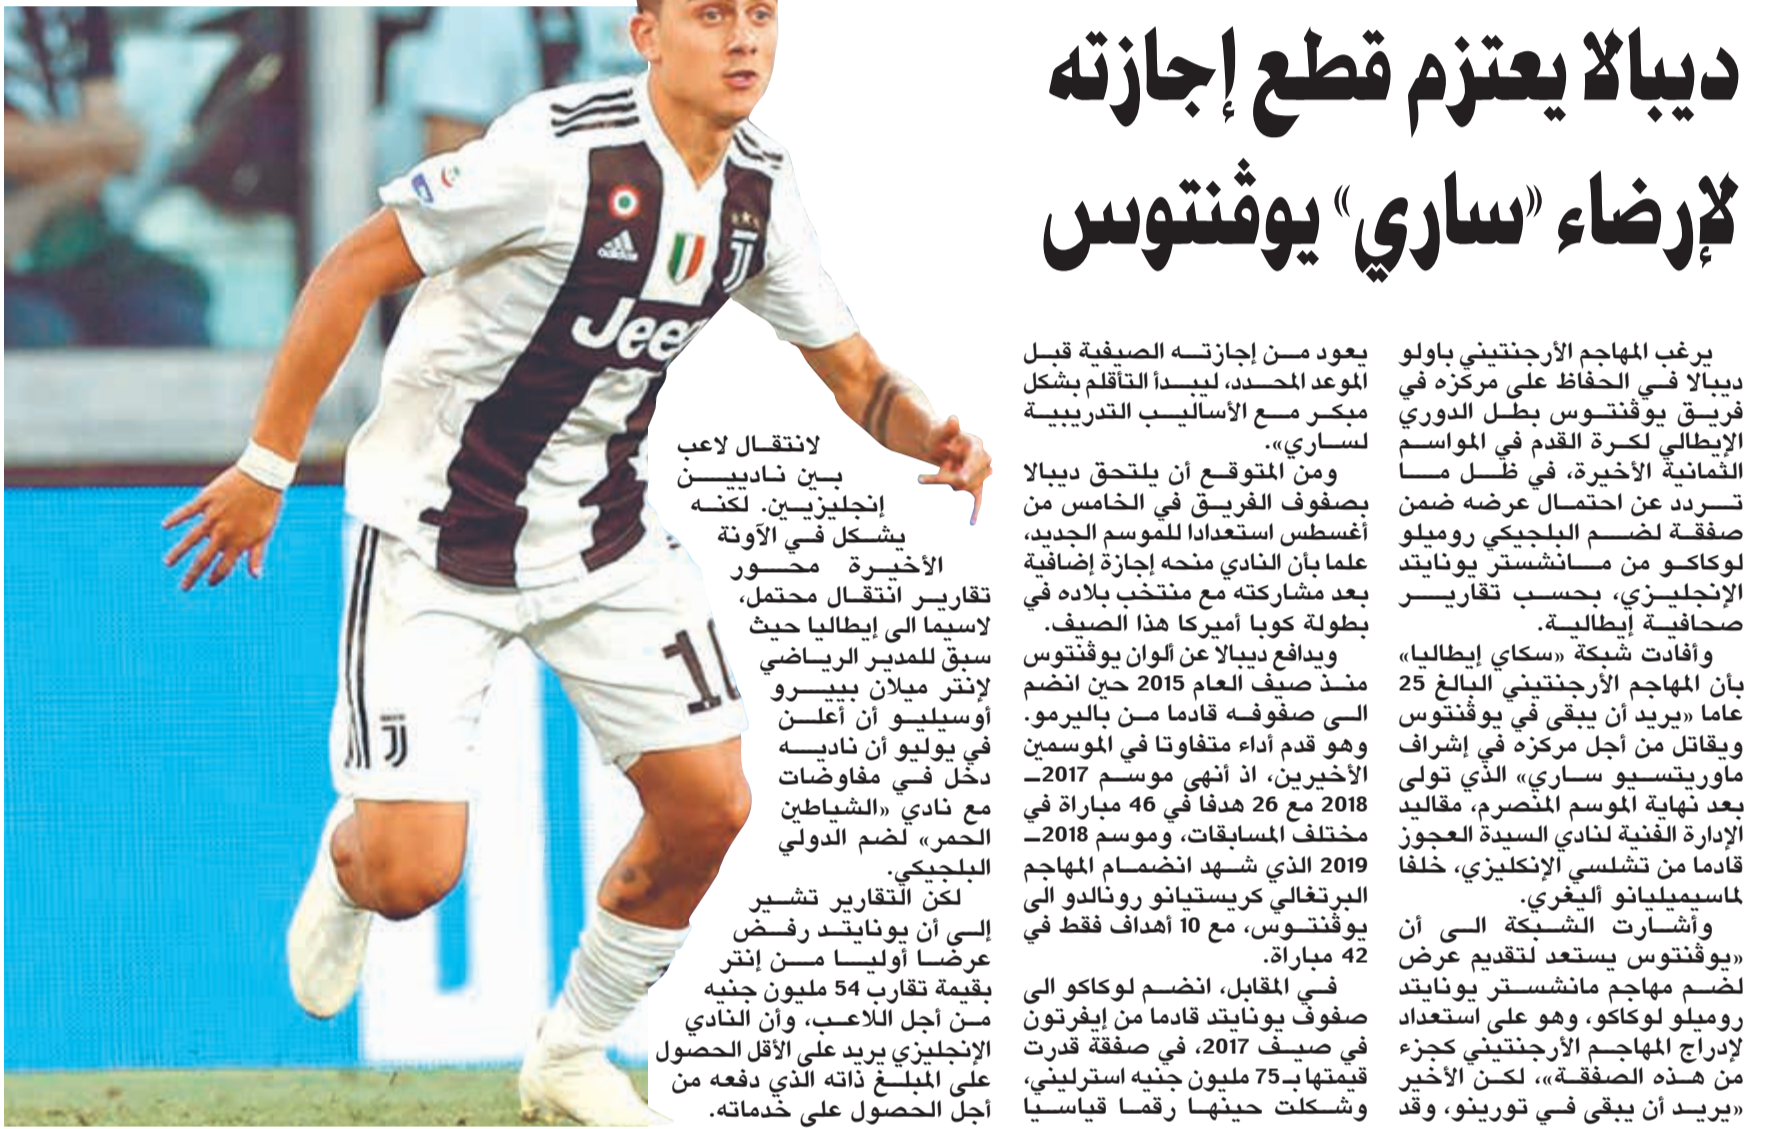 ديبالا يعتزم قطع إجازته
لإرضاء «ساري» يوڤنتوس
يرغب المهاجم الأرجنتيني باولو
ديبالا في الحفاظ على مركزه في
فريق يوڤنتوس بطل الدوري
الإيطالي لكرة القدم في المواسم
الثمانية الأخيرة، في ظل ما
تردد عن احتمال عرضه ضمن
صفقة لضم البلجيكي روميلو
لوكاكو من مانشستر يونايتد
الإنجليزي، بحسب تقارير
صحافية إيطالية.
وأفادت شبكة «سكاي إيطاليا»
بأن المهاجم الأرجنتيني البالغ 25
عاما «يريد أن يبقى في يوڤنتوس
ويقاتل من أجل مركزه في إشراف
ماوريتسيو ساري» الذي تولى
بعد نهاية الموسم المنصرم، مقاليد
الإدارة الفنية لنادي السيدة العجوز
قادما من تشلسي الإنكليزي، خلفا
لماسيميليانو أليغري.
وأشارت الشبكة الى أن
«يوڤنتوس يستعد لتقديم عرض
لضم مهاجم مانشستر يونايتد
روميلو لوكاكو، وهو على استعداد
لإدراج المهاجم الأرجنتيني كجزء
من هذه الصفقة»، لكن الأخير
«يريد أن يبقى في تورينو، وقد
يعود من إجازته الصيفية قبل
الموعد المحدد، ليبدأ التأقلم بشكل
مبكر مع الأساليب التدريبية
لساري».
ومن المتوقع أن يلتحق ديبالا
بصفوف الفريق في الخامس من
أغسطس استعدادا للموسم الجديد،
علما بأن النادي منحه إجازة إضافية
بعد مشاركته مع منتخب بلاده في
بطولة كوبا أميركا هذا الصيف.
ويدافع ديبالا عن ألوان يوڤنتوس
منذ صيف العام 2015 حين انضم
الى صفوفه قادما من باليرمو.
وهو قدم أداء متفاوتا في الموسمين
الأخيرين، اذ أنهى موسم 2017ـ
2018 مع 26 هدفا في 46 مباراة في
مختلف المسابقات، وموسم 2018ـ
2019 الذي شهد انضمام المهاجم
البرتغالي كريستيانو رونالدو الى
يوڤنتوس، مع 10 أهداف فقط في
42 مباراة.
في المقابل، انضم لوكاكو الى
صفوف يونايتد قادما من إيفرتون
في صيف 2017، في صفقة قدرت
قيمتها بـ 75 مليون جنيه استرليني،
وشكلت حينها رقما قياسيا
لانتقال لاعب
بين ناديين
إنجليزيين. لكنه
يشكل في الآونة
الأخيرة محور
تقارير انتقال محتمل،
لاسيما الى إيطاليا حيث
سبق للمدير الرياضي
لإنتر ميلان بييرو
أوسيليو أن أعلن
في يوليو أن ناديه
دخل في مفاوضات
مع نادي «الشياطين
الحمر» لضم الدولي
البلجيكي.
لكن التقارير تشير
إلى أن يونايتد رفض
عرضا أوليا من إنتر
بقيمة تقارب 54 مليون جنيه
من أجل اللاعب، وأن النادي
الإنجليزي يريد على الأقل الحصول
على المبلغ ذاته الذي دفعه من
أجل الحصول على خدماته.
adidas
Jeep
10